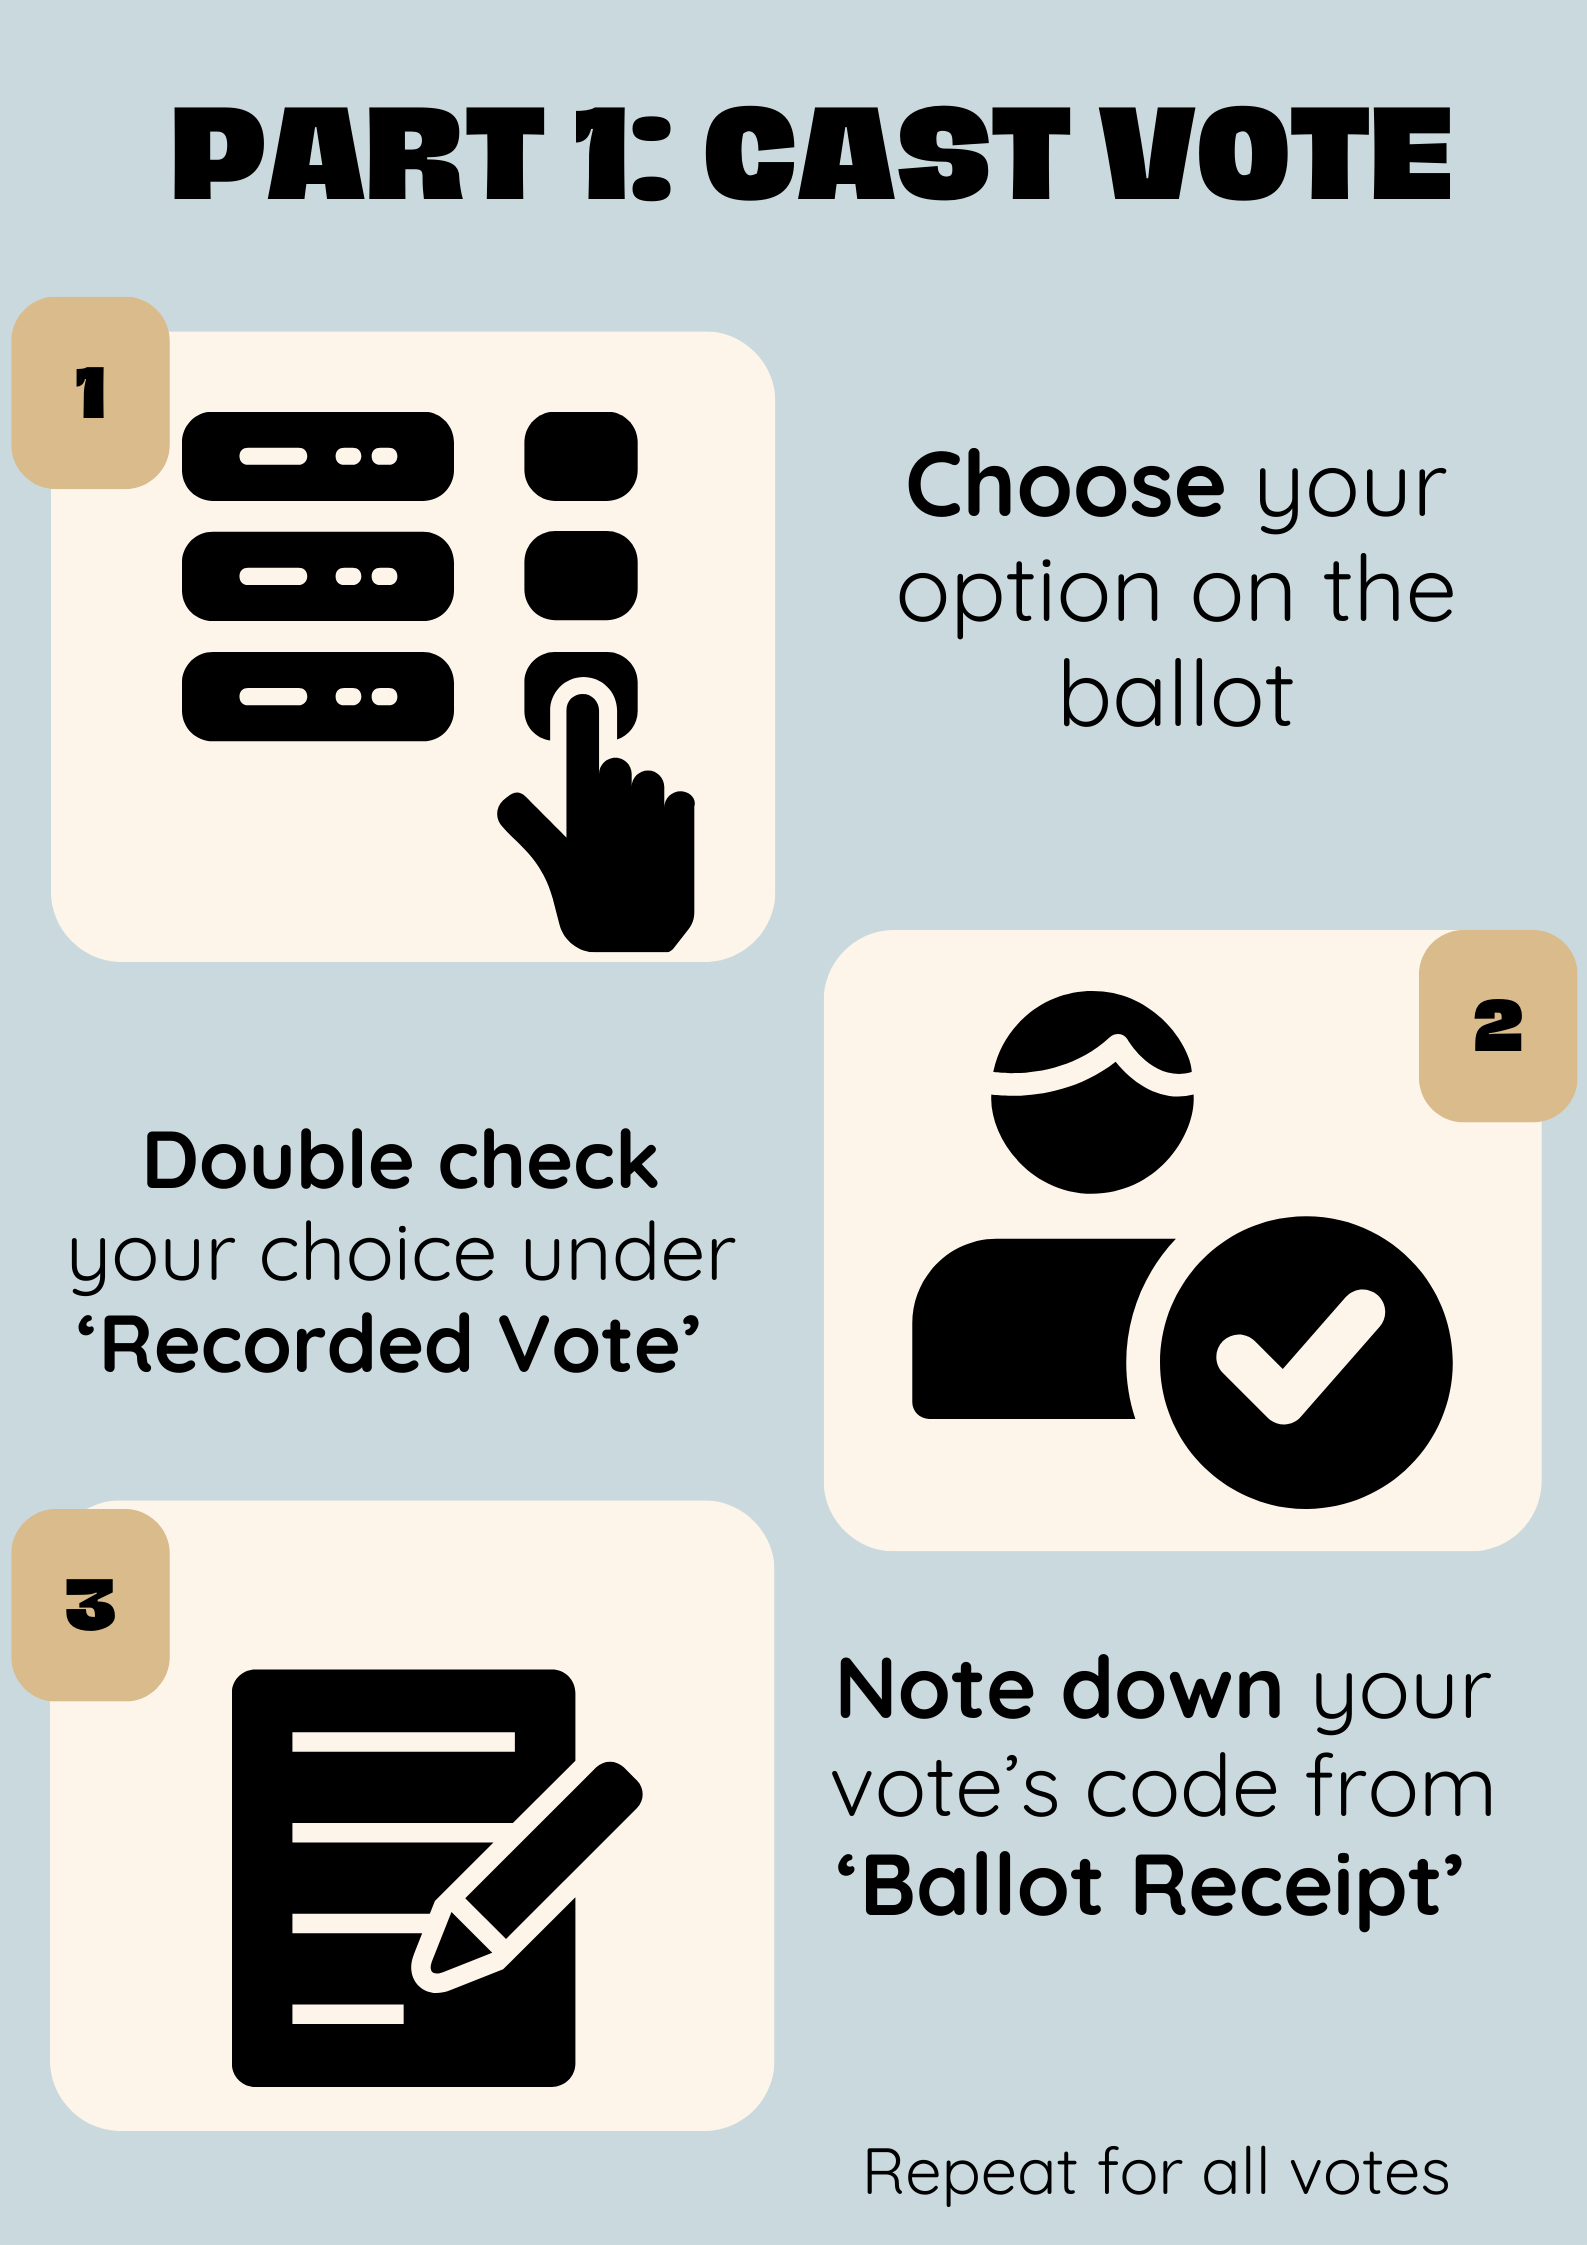 PART 1: CAST VOTE
1
Choose your
option on the
ballot
2
Double check
your choice under
‘Recorded Vote’
3
Note down your
vote’s code from
‘Ballot Receipt’
Repeat for all votes